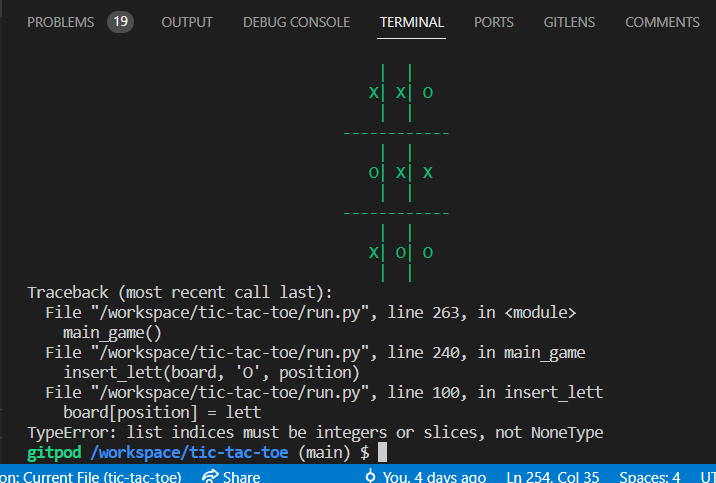 PROBLEMS 19 OUTPUT DEBUG CONSOLE TERMINAL PORTS GITLENS COMMENTS
| |
X| X| O
| |
-----------
| |
O| X| X
| |
-----------
| |
X| O| O
| |
Traceback (most recent call last):
File "/workspace/tic-tac-toe/run.py", line 263, in <module>
main_game()
File "/workspace/tic-tac-toe/run.py", line 240, in main_game
insert_lett(board, 'O', position)
File "/workspace/tic-tac-toe/run.py", line 100, in insert_lett
board[position] = lett
TypeError: list indices must be integers or slices, not NoneType
gitpod /workspace/tic-tac-toe (main) $
on: Current File (tic-tac-toe) Share You, 4 days ago Ln 254, Col 35 Spaces: 4 UT